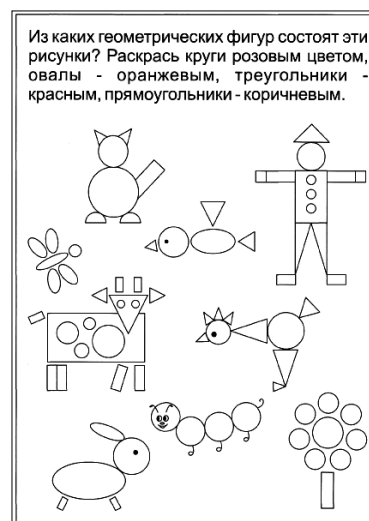 Из каких геометрических фигур состоят эти
рисунки? Раскрась круги розовым цветом,
овалы - оранжевым, треугольники -
красным, прямоугольники - коричневым.